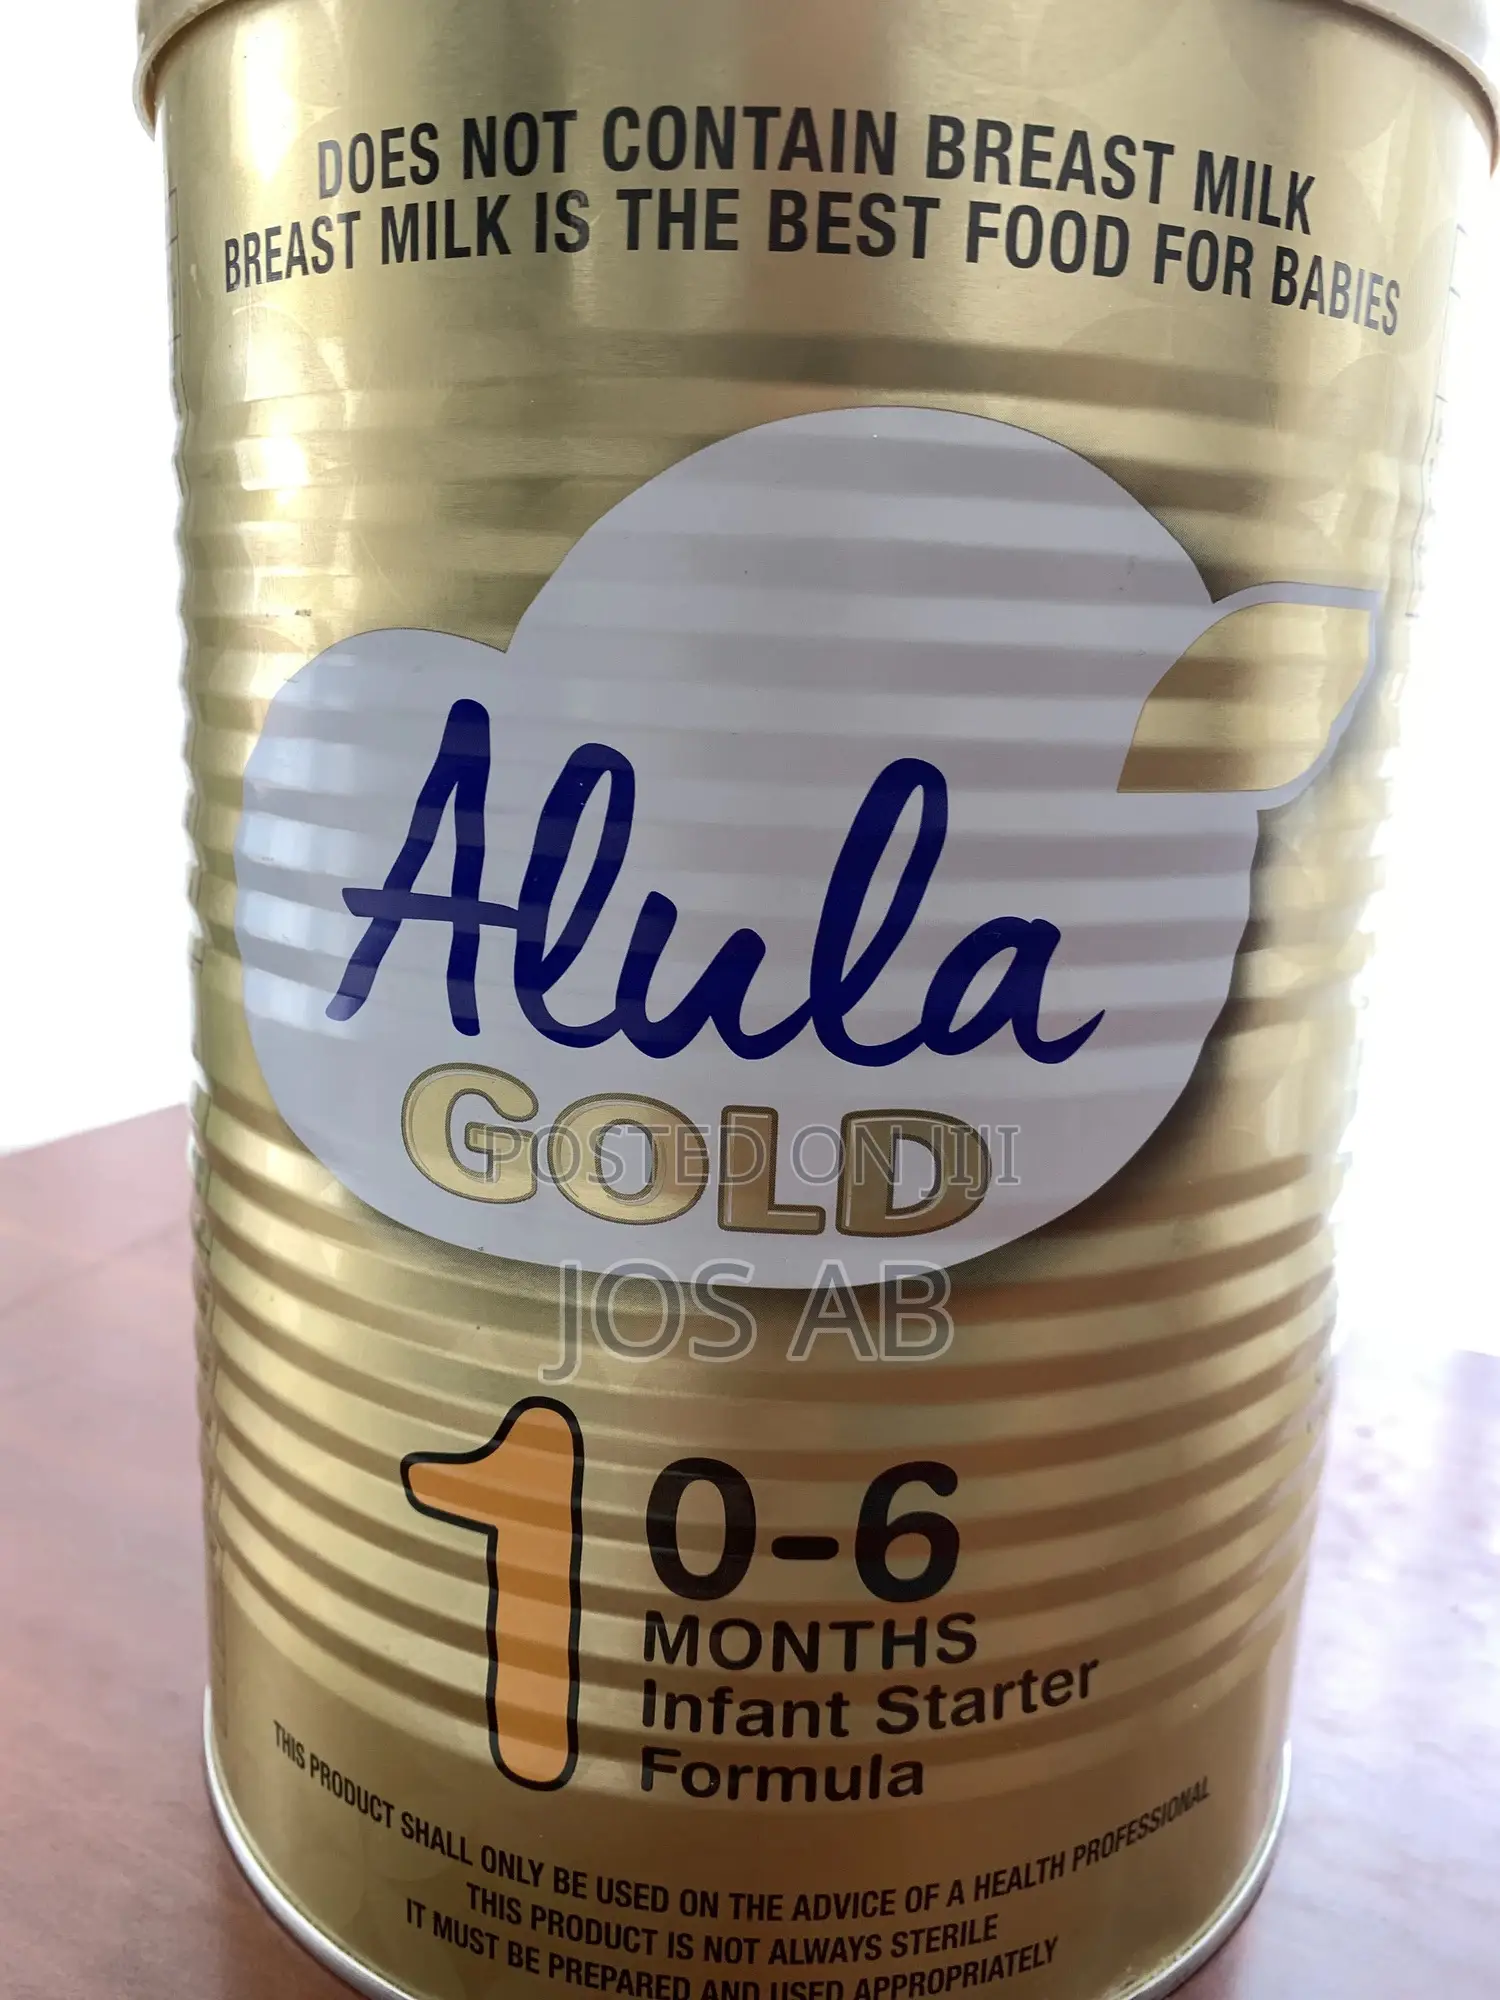 DOES NOT CONTAIN BREAST MILK
BREAST MILK IS THE BEST FOOD FOR BABIES
Alula
GOLD
POSTED ON JIJI
JOS AB
1
0-6
MONTHS
Infant Starter
Formula
THIS PRODUCT SHALL ONLY BE USED ON THE ADVICE OF A HEALTH PROFESSIONAL
THIS PRODUCT IS NOT ALWAYS STERILE
IT MUST BE PREPARED AND USED APPROPRIATELY